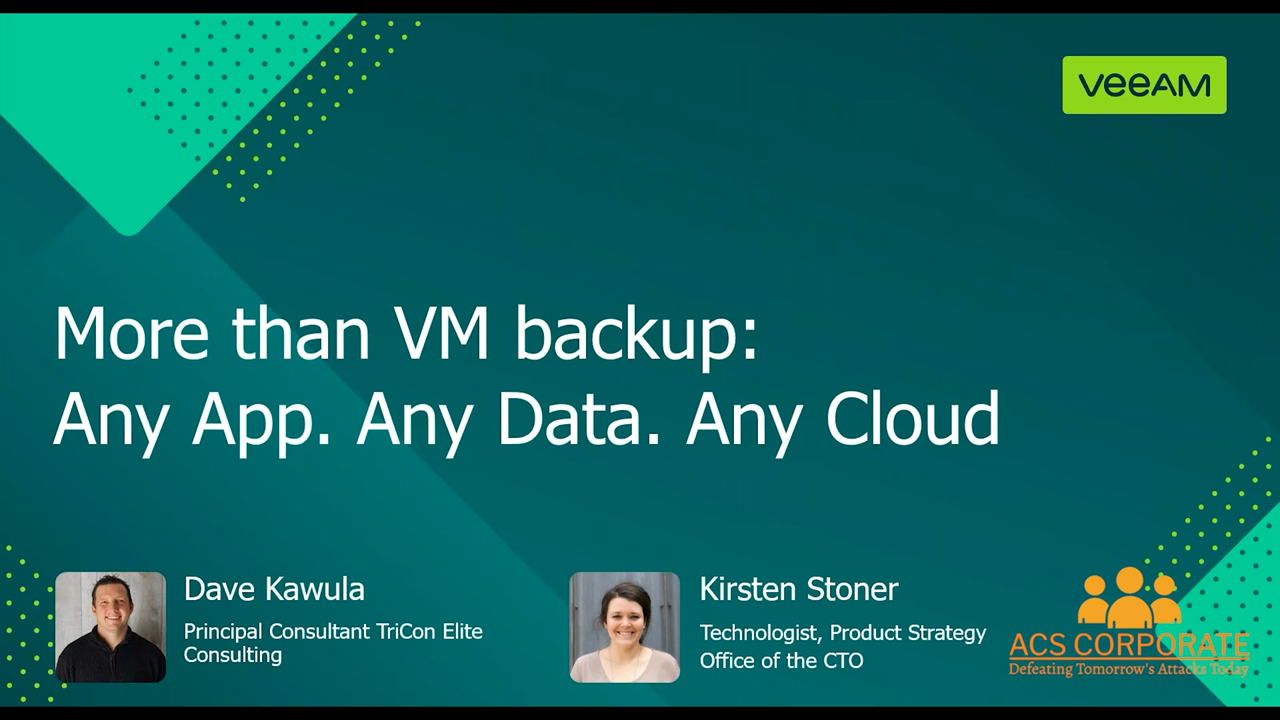 veeAM
More than VM backup:
Any App. Any Data. Any Cloud
Dave Kawula
Principal Consultant TriCon Elite
Consulting
Kirsten Stoner
Technologist, Product Strategy
Office of the CTO
ACS CORPORATE
Defeating Tomorrow's Attacks Today